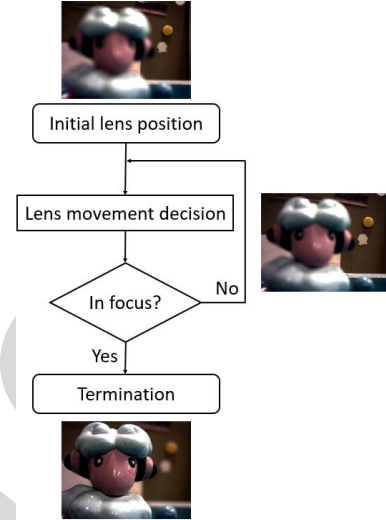 Initial lens position
Lens movement decision
In focus?
No
Yes
Termination